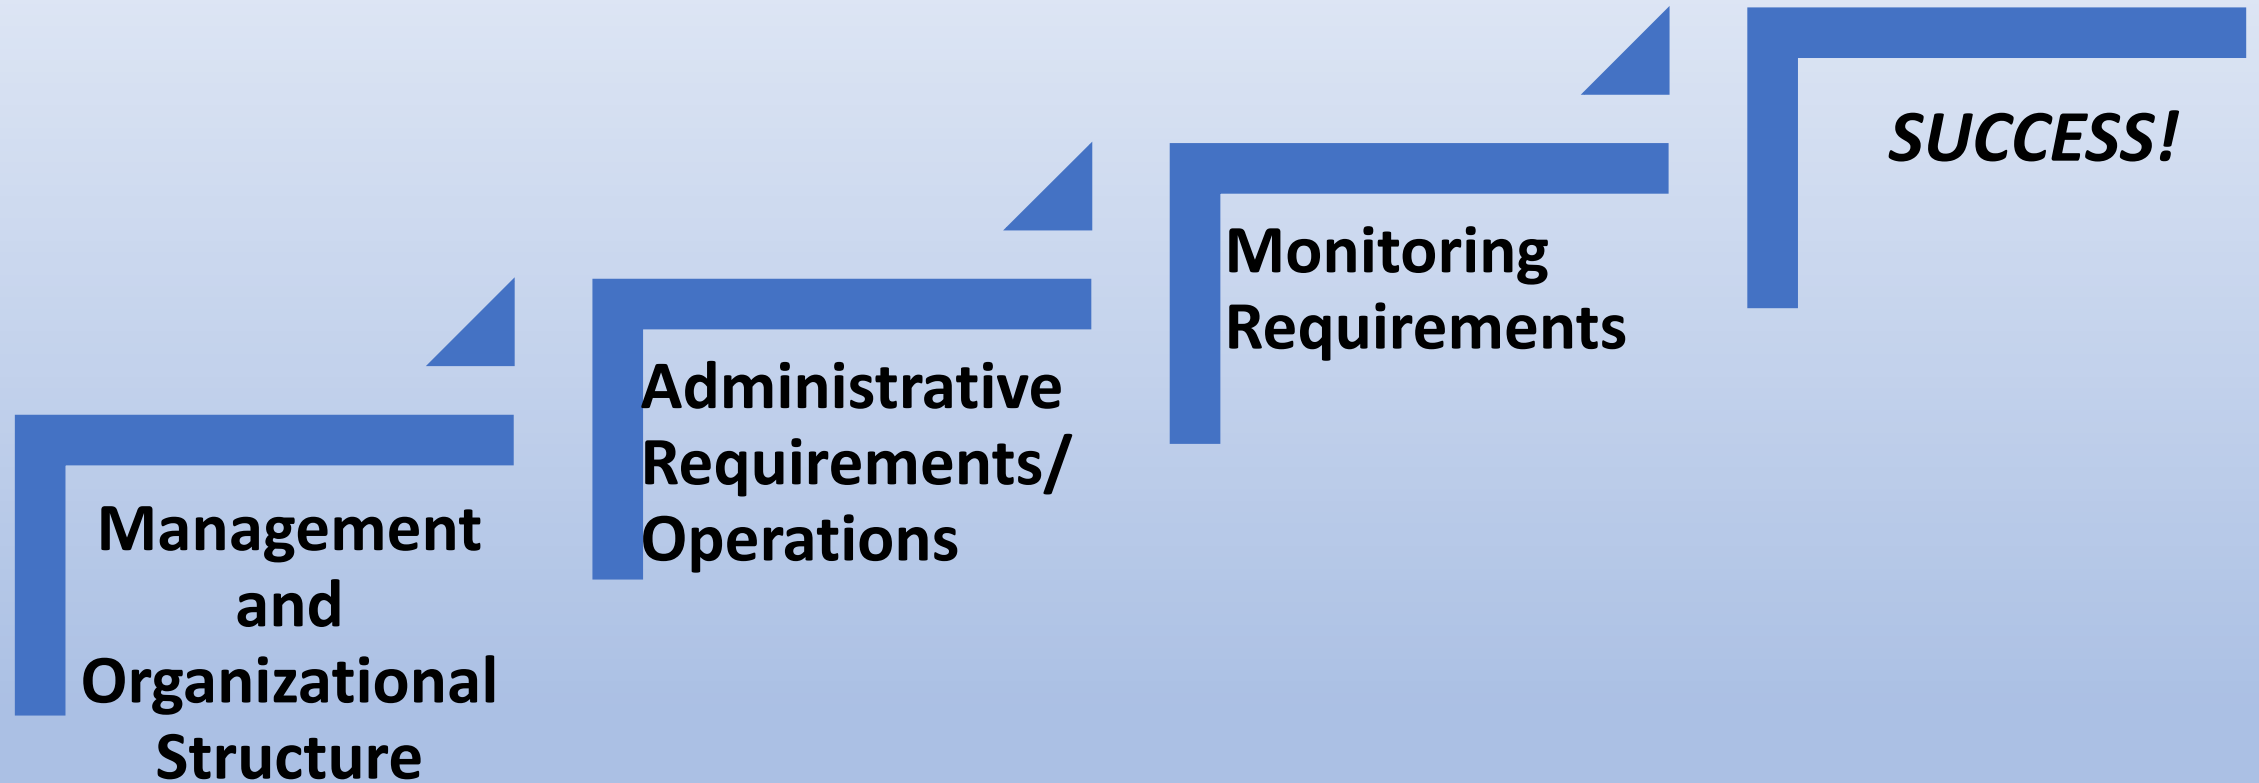 Management
and
Organizational
Structure
Administrative
Requirements/
Operations
Monitoring
Requirements
SUCCESS!